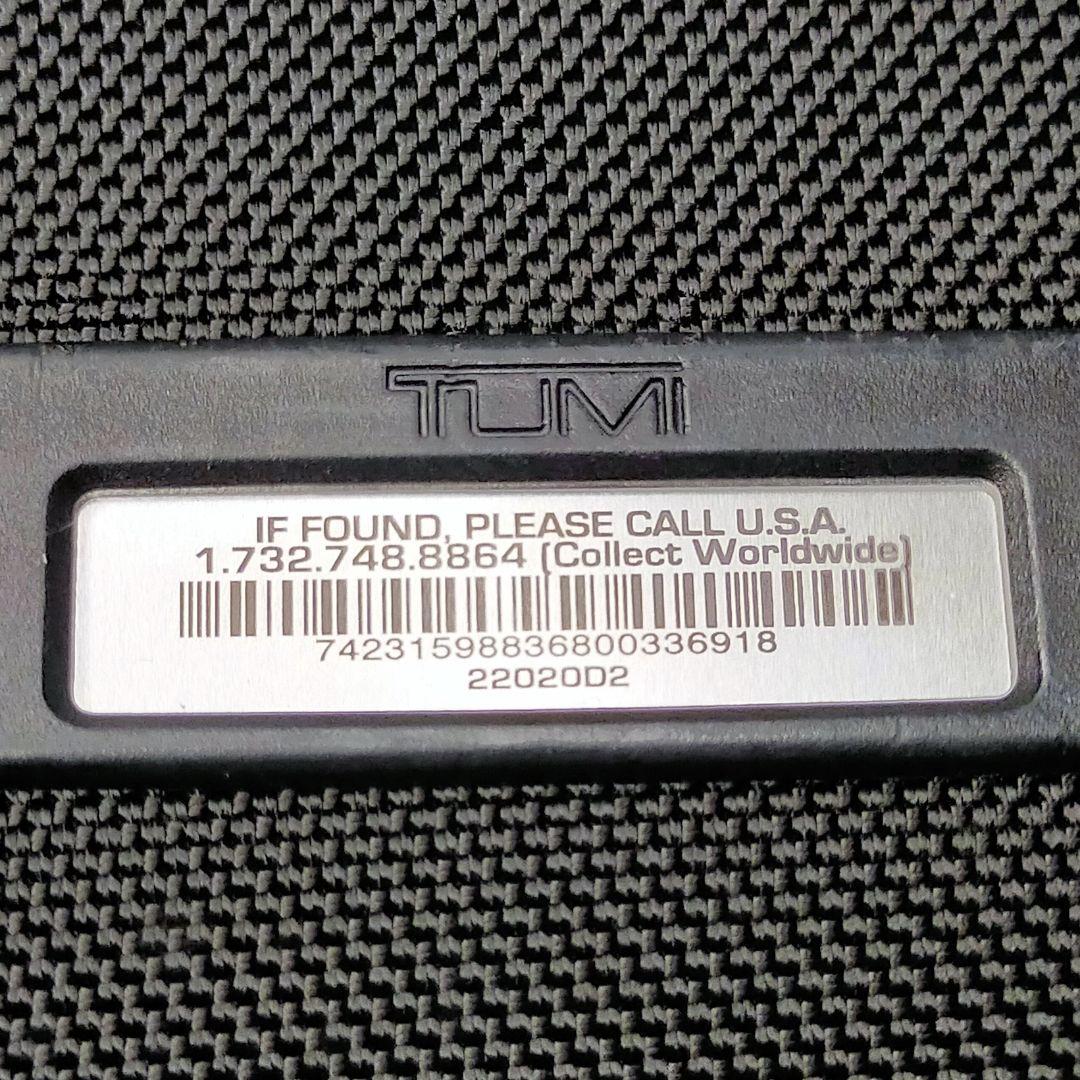 TUMI
IF FOUND, PLEASE CALL U.S.A.
1.732.748.8864 (Collect Worldwide)
74231598836800336918
22020D2